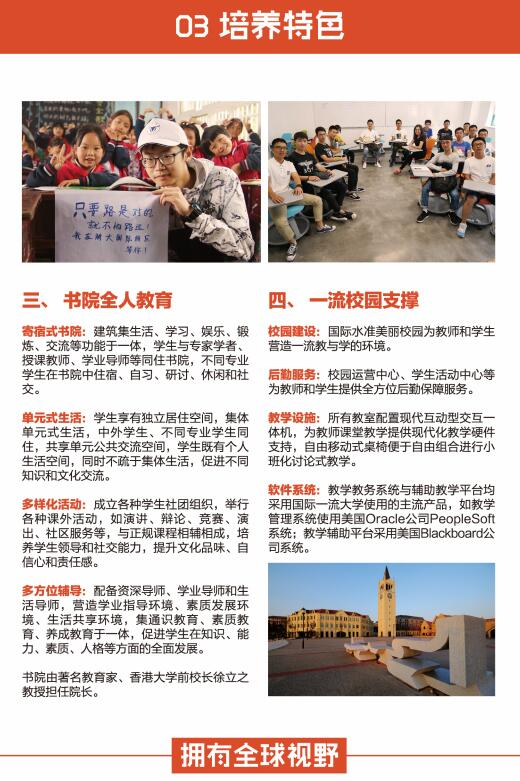 03 培养特色
只要路是对的
就不怕路远！
我在浙大国际校区
等你！
三、 书院全人教育
寄宿式书院：建筑集生活、学习、娱乐、锻
炼、交流等功能于一体，学生与专家学者、
授课教师、学业导师等同住书院，不同专业
学生在书院中住宿、自习、研讨、休闲和社
交。
单元式生活：学生享有独立居住空间，集体
单元式生活，中外学生、不同专业学生同
住，共享单元公共交流空间，学生既有个人
生活空间，同时不疏于集体生活，促进不同
知识和文化交流。
多样化活动：成立各种学生社团组织，举行
各种课外活动，如演讲、辩论、竞赛、演
出、社区服务等，与正规课程相辅相成，培
养学生领导和社交能力，提升文化品味、自
信心和责任感。
多方位辅导：配备资深导师、学业导师和生
活导师，营造学业指导环境、素质发展环
境、生活共享环境，集通识教育、素质教
育、养成教育于一体，促进学生在知识、能
力、素质、人格等方面的全面发展。
书院由著名教育家、香港大学前校长徐立之
教授担任院长。
四、 一流校园支撑
校园建设：国际水准美丽校园为教师和学生
营造一流教与学的环境。
后勤服务：校园运营中心、学生活动中心等
为教师和学生提供全方位后勤保障服务。
教学设施：所有教室配置现代互动型交互一
体机，为教师课堂教学提供现代化教学硬件
支持，自由移动式桌椅便于自由组合进行小
班化讨论式教学。
软件系统：教学教务系统与辅助教学平台均
采用国际一流大学使用的主流产品，如教学
管理系统使用美国Oracle公司PeopleSoft
系统；教学辅助平台采用美国Blackboard公
司系统。
拥有全球视野